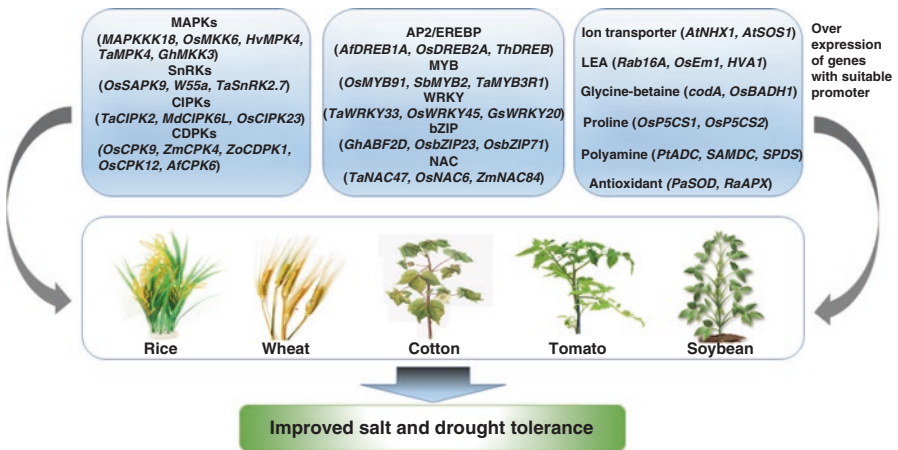 MAPKs
(MAPKKK18, OsMKK6, HvMPK4,
TaMPK4, GhMKK3)
SnRKs
(OsSAPK9, W55a, TaSnRK2.7)
CIPKs
(TaCIPK2, MdCIPK6L, OsCIPK23)
CDPKs
(OsCPK9, ZmCPK4, ZoCDPK1,
OsCPK12, AfCPK6)
AP2/EREBP
(AfDREB1A, OsDREB2A, ThDREB)
MYB
(OsMYB91, SbMYB2, TaMYB3R1)
WRKY
(TaWRKY33, OsWRKY45, GsWRKY20)
bZIP
(GhABF2D, OsbZIP23, OsbZIP71)
NAC
(TaNAC47, OsNAC6, ZmNAC84)
Ion transporter (AtNHX1, AtSOS1)
LEA (Rab16A, OsEm1, HVA1)
Glycine-betaine (codA, OsBADH1)
Proline (OsP5CS1, OsP5CS2)
Polyamine (PtADC, SAMDC, SPDS)
Antioxidant (PaSOD, RaAPX)
Over
expression
of genes
with suitable
promoter
Rice
Wheat
Cotton
Tomato
Soybean
Improved salt and drought tolerance